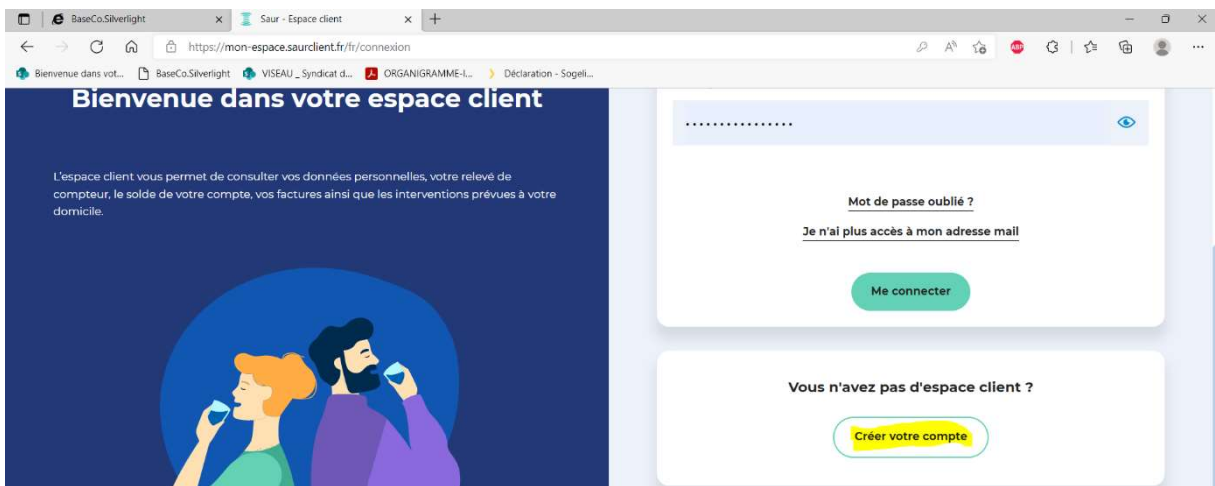 BaseCo.Silverlight
Saur - Espace client
https://mon-espace.saurclient.fr/fr/connexion
Bienvenue dans vot...
BaseCo.Silverlight
VISEAU _ Syndicat d...
ORGANIGRAMME-I...
Déclaration - Sogeli...
Bienvenue dans votre espace client
L'espace client vous permet de consulter vos données personnelles, votre relevé de
compteur, le solde de votre compte, vos factures ainsi que les interventions prévues à votre
domicile.
Mot de passe oublié ?
Je n'ai plus accès à mon adresse mail
Me connecter
Vous n'avez pas d'espace client ?
Créer votre compte